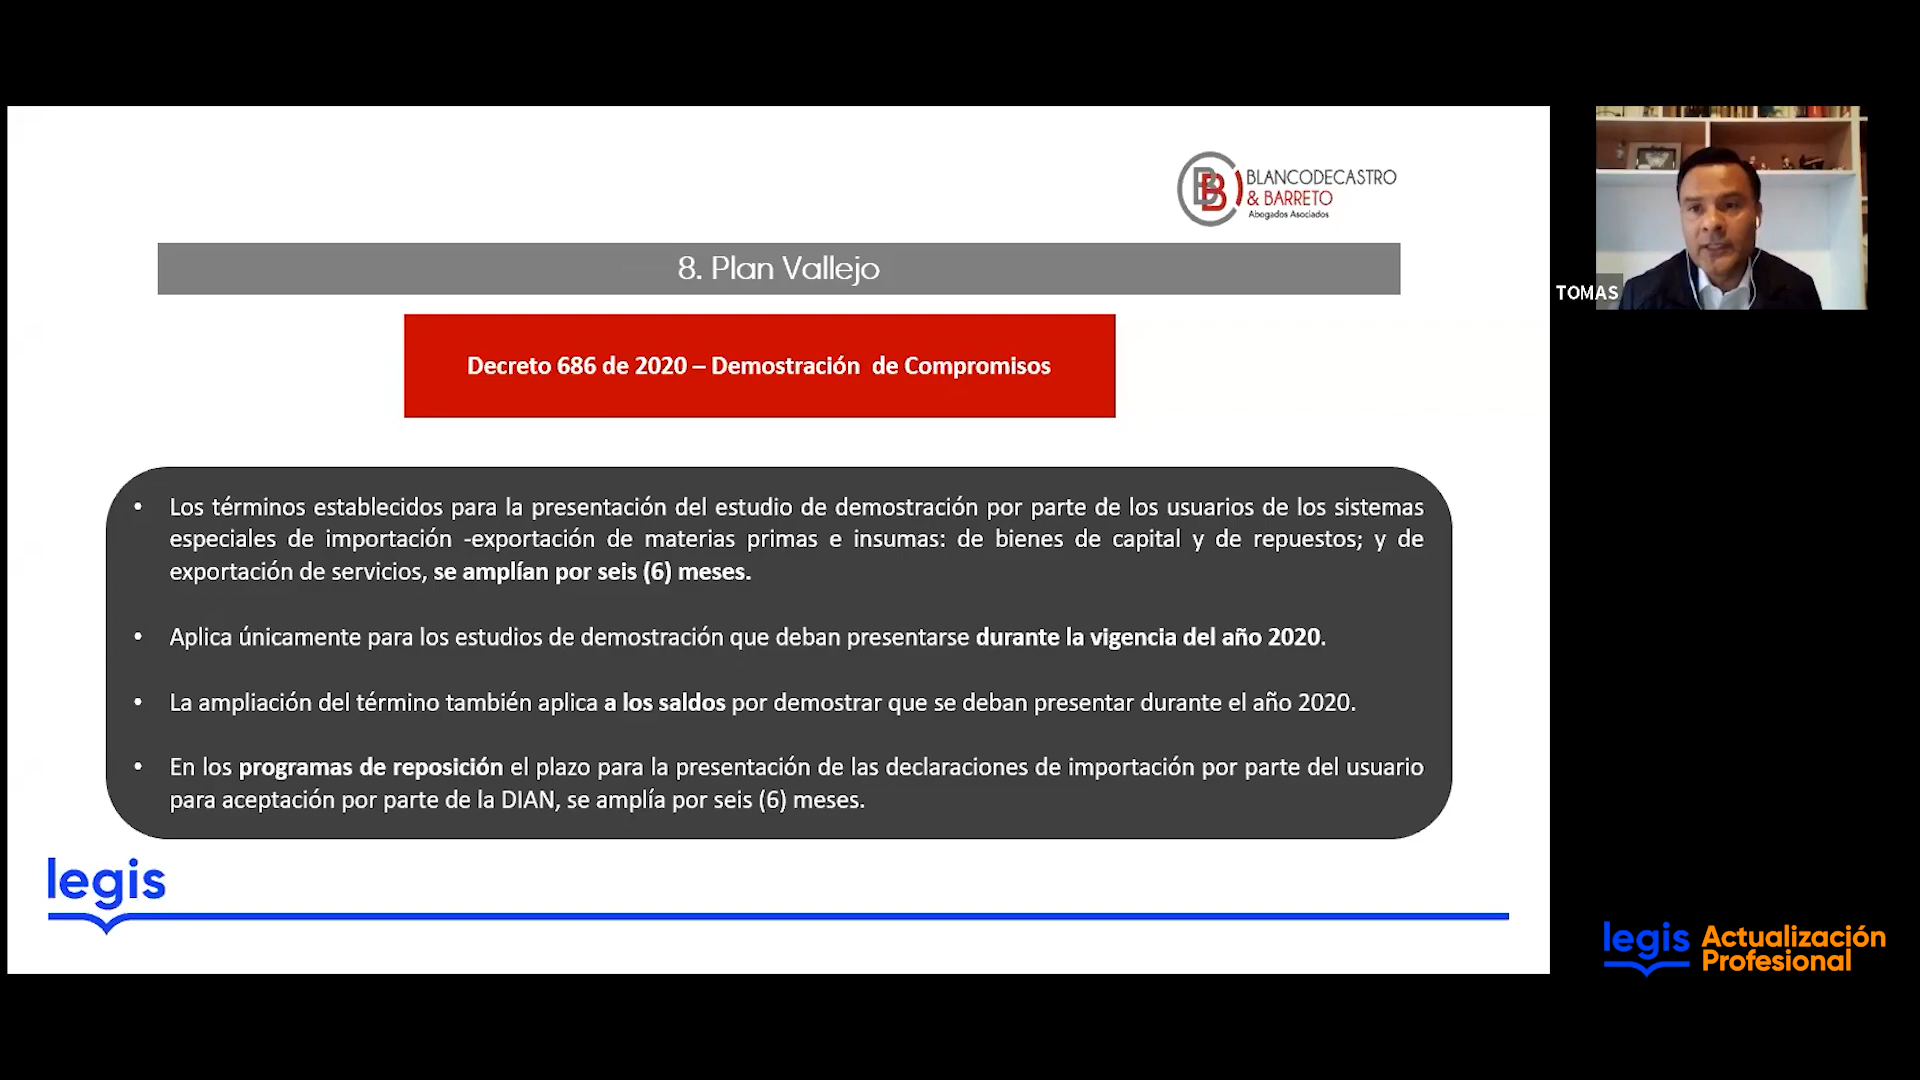 BB BLANCODECASTRO
& BARRETO
Abogados Asociados
8. Plan Vallejo
TOMAS
Decreto 686 de 2020 – Demostración de Compromisos
• Los términos establecidos para la presentación del estudio de demostración por parte de los usuarios de los sistemas
especiales de importación -exportación de materias primas e insumas: de bienes de capital y de repuestos; y de
exportación de servicios, se amplían por seis (6) meses.
• Aplica únicamente para los estudios de demostración que deban presentarse durante la vigencia del año 2020.
• La ampliación del término también aplica a los saldos por demostrar que se deban presentar durante el año 2020.
• En los programas de reposición el plazo para la presentación de las declaraciones de importación por parte del usuario
para aceptación por parte de la DIAN, se amplía por seis (6) meses.
legis
legis Actualización
Profesional